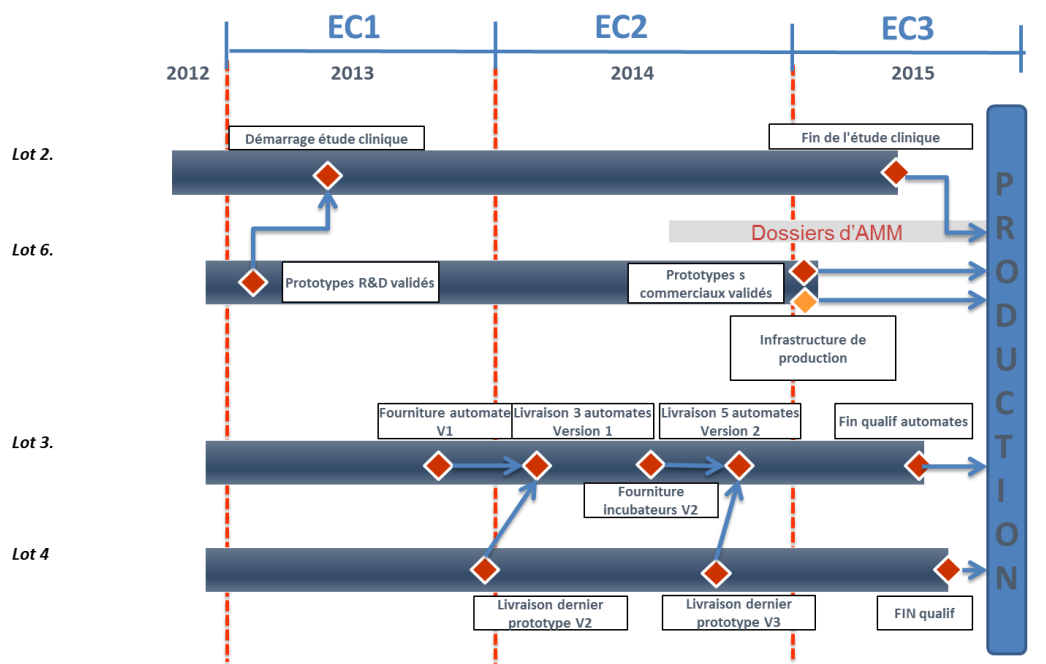 EC1
EC2
EC3
2012
2013
2014
2015
Démarrage étude clinique
Fin de l'étude clinique
Lot 2.
Dossiers d'AMM
Lot 6.
Prototypes R&D validés
Prototypes s
commerciaux validés
Infrastructure de
production
Fourniture automate
V1
Livraison 3 automates
Version 1
Livraison 5 automates
Version 2
Fin qualif automates
Lot 3.
Fourniture
incubateurs V2
Lot 4
Livraison dernier
prototype V2
Livraison dernier
prototype V3
FIN qualif
PRODUCTION